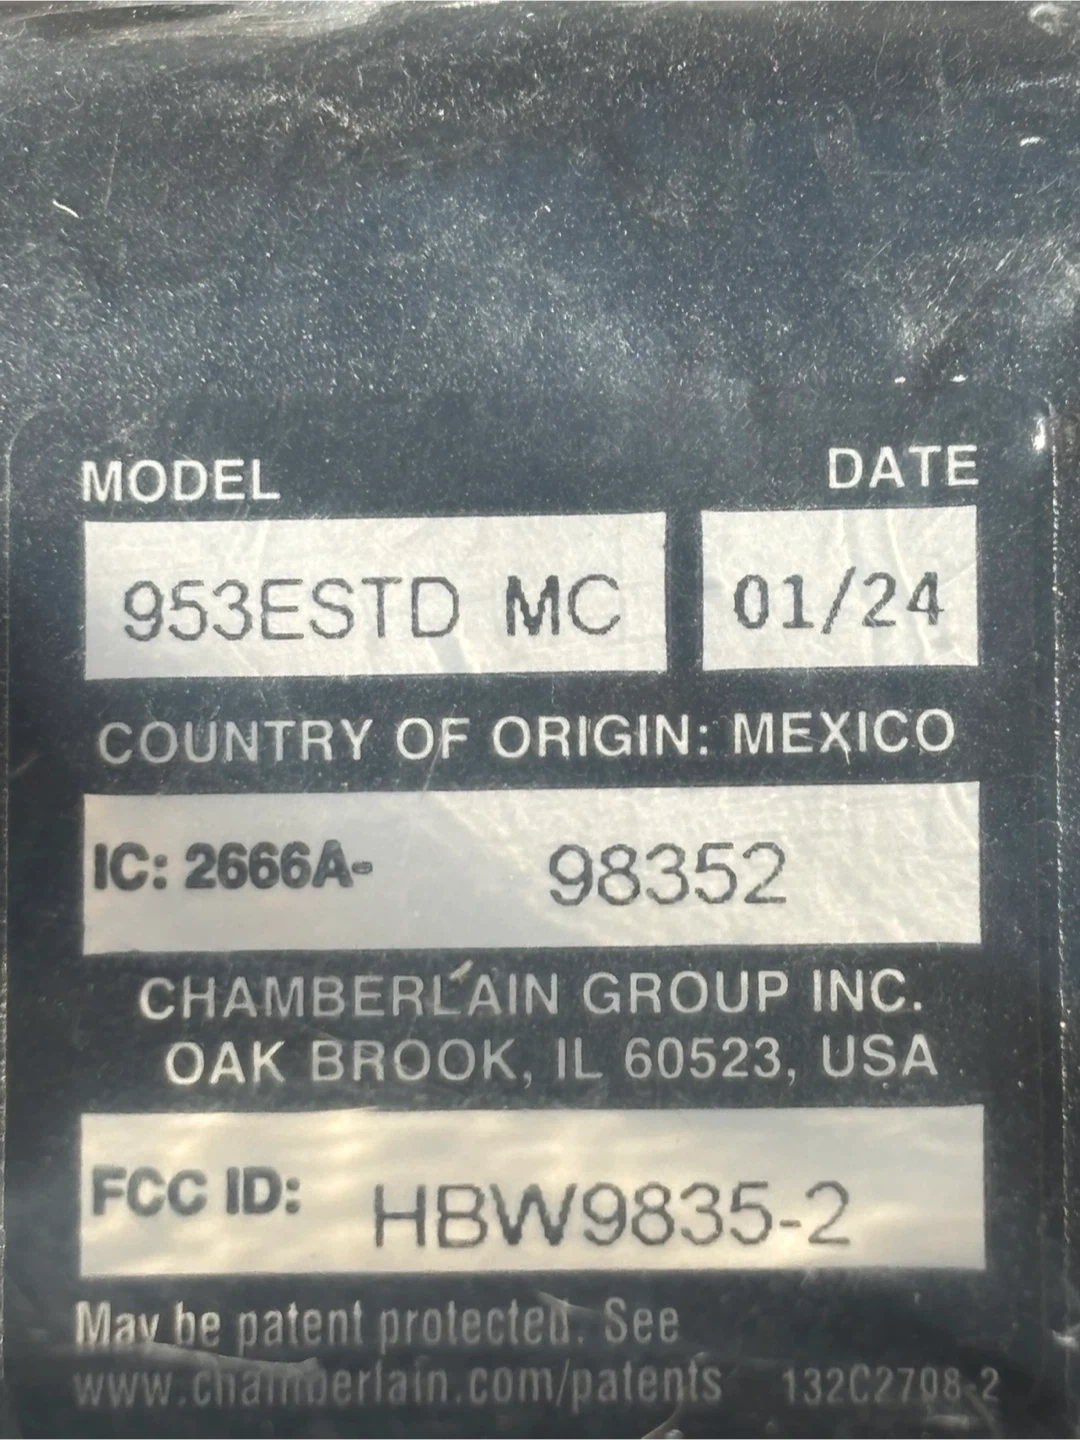 MODEL DATE
953ESTD MC 01/24
COUNTRY OF ORIGIN: MEXICO
IC: 2666A- 98352
CHAMBERLAIN GROUP INC.
OAK BROOK, IL 60523, USA
FCC ID: HBW9835-2
May be patent protected. See
www.chamberlain.com/patents 132C2708-2